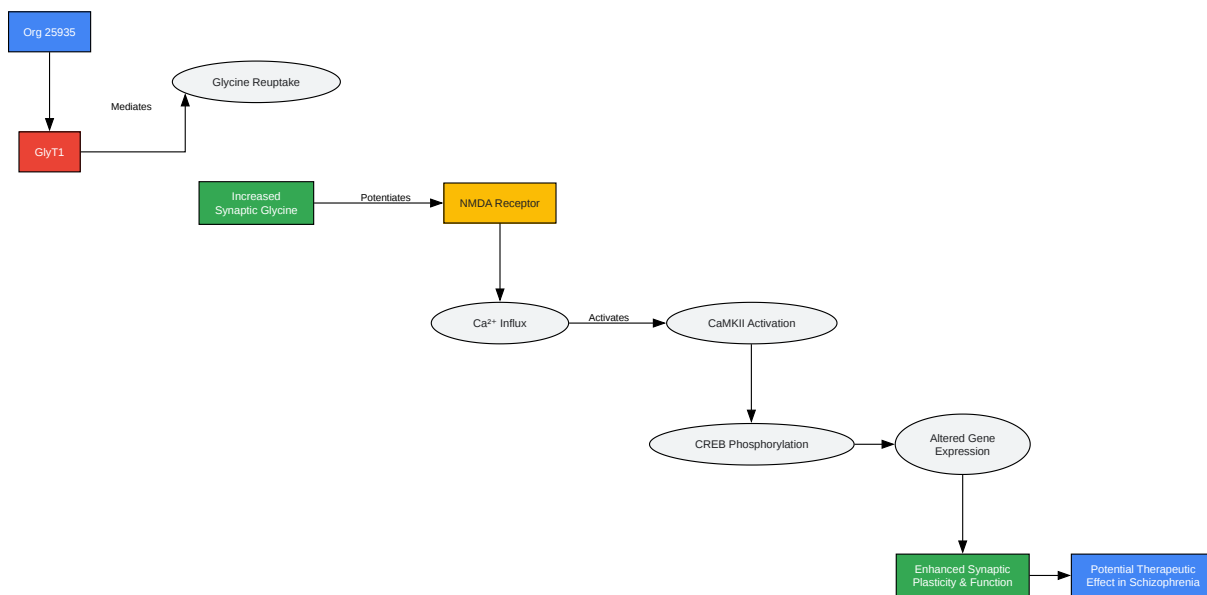 Org 25935
Glycine Reuptake
Mediates
GlyT1
Increased
Synaptic Glycine
Potentiates
NMDA Receptor
Ca²⁺ Influx
Activates
CaMKII Activation
CREB Phosphorylation
Altered Gene
Expression
Enhanced Synaptic
Plasticity & Function
Potential Therapeutic
Effect in Schizophrenia